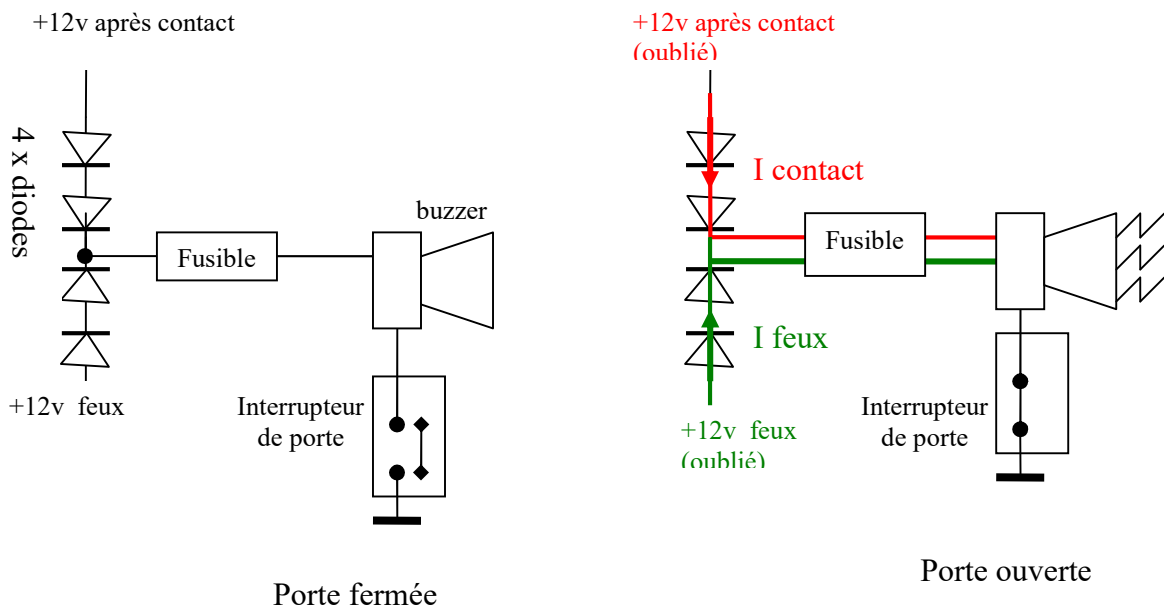 +12v après contact
4 x diodes
buzzer
Fusible
+12v feux
Interrupteur
de porte
Porte fermée
+12v après contact
(oublié)
I contact
Fusible
I feux
+12v feux
(oublié)
Interrupteur
de porte
Porte ouverte